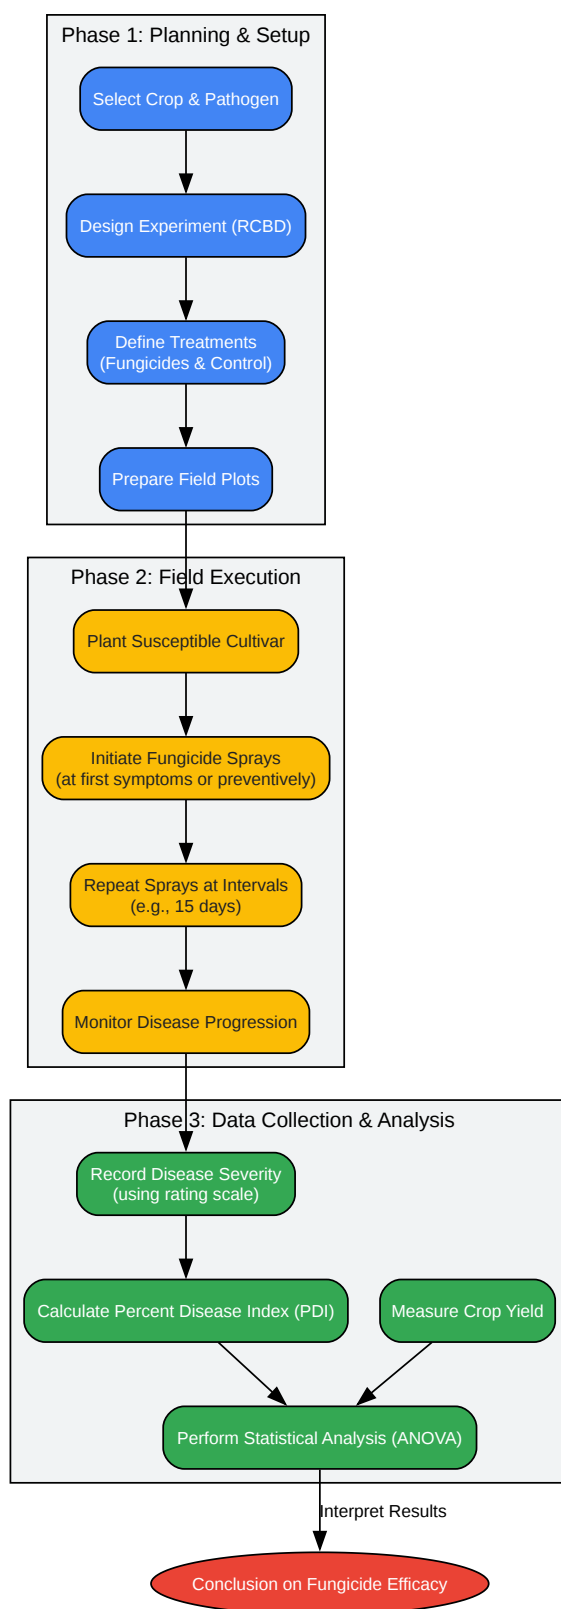 Phase 1: Planning & Setup
Select Crop & Pathogen
Design Experiment (RCBD)
Define Treatments
(Fungicides & Control)
Prepare Field Plots
Phase 2: Field Execution
Plant Susceptible Cultivar
Initiate Fungicide Sprays
(at first symptoms or preventively)
Repeat Sprays at Intervals
(e.g., 15 days)
Monitor Disease Progression
Phase 3: Data Collection & Analysis
Record Disease Severity
(using rating scale)
Calculate Percent Disease Index (PDI)
Measure Crop Yield
Perform Statistical Analysis (ANOVA)
Interpret Results
Conclusion on Fungicide Efficacy